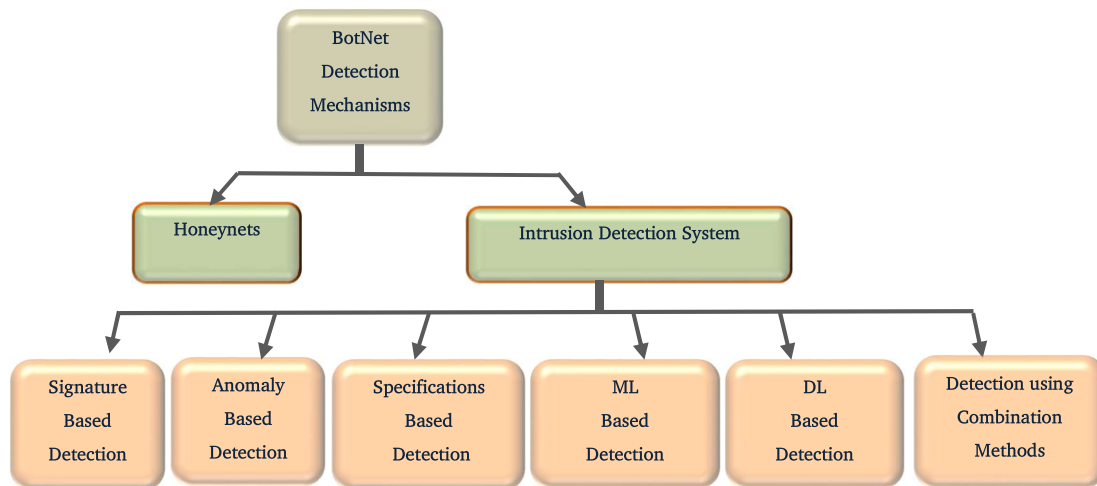 BotNet
Detection
Mechanisms
Honeynets
Intrusion Detection System
Signature
Based
Detection
Anomaly
Based
Detection
Specifications
Based
Detection
ML
Based
Detection
DL
Based
Detection
Detection using
Combination
Methods